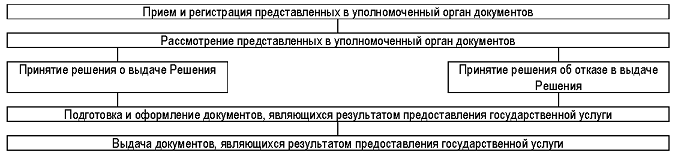 Прием и регистрация представленных в уполномоченный орган документов
Рассмотрение представленных в уполномоченный орган документов
Принятие решения о выдаче Решения
Принятие решения об отказе в выдаче
Решения
Подготовка и оформление документов, являющихся результатом предоставления государственной услуги
Выдача документов, являющихся результатом предоставления государственной услуги